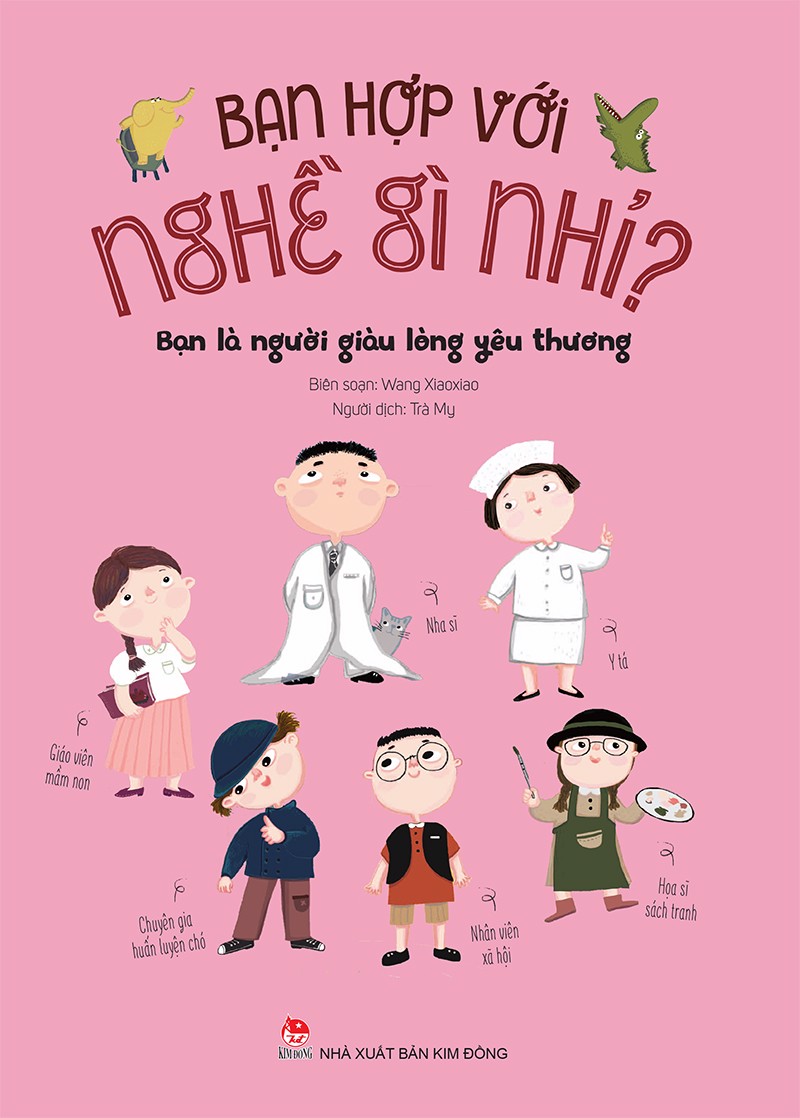 BẠN HỢP VỚI
NGHỀ GÌ NHỈ?
Bạn là người giàu lòng yêu thương
Biên soạn: Wang Xiaoxiao
Người dịch: Trà My
Nha sĩ
Y tá
Giáo viên
mầm non
Chuyên gia
huấn luyện chó
Nhân viên
xã hội
Họa sĩ
sách tranh
KIM ĐỒNG
NHÀ XUẤT BẢN KIM ĐỒNG